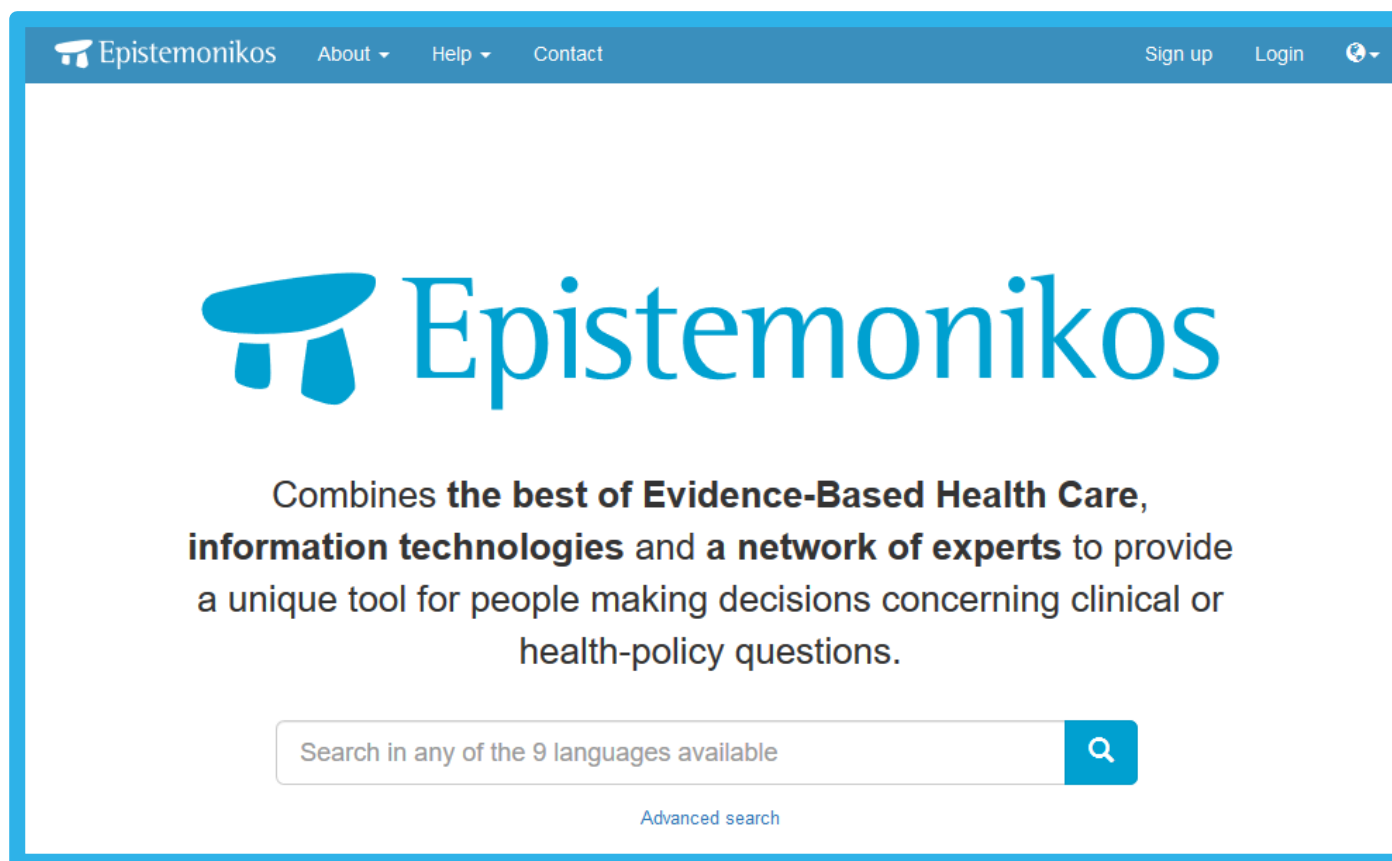 Epistemonikos About Help Contact Sign up Login
Epistemonikos
Combines the best of Evidence-Based Health Care,
information technologies and a network of experts to provide
a unique tool for people making decisions concerning clinical or
health-policy questions.
Search in any of the 9 languages available
Advanced search